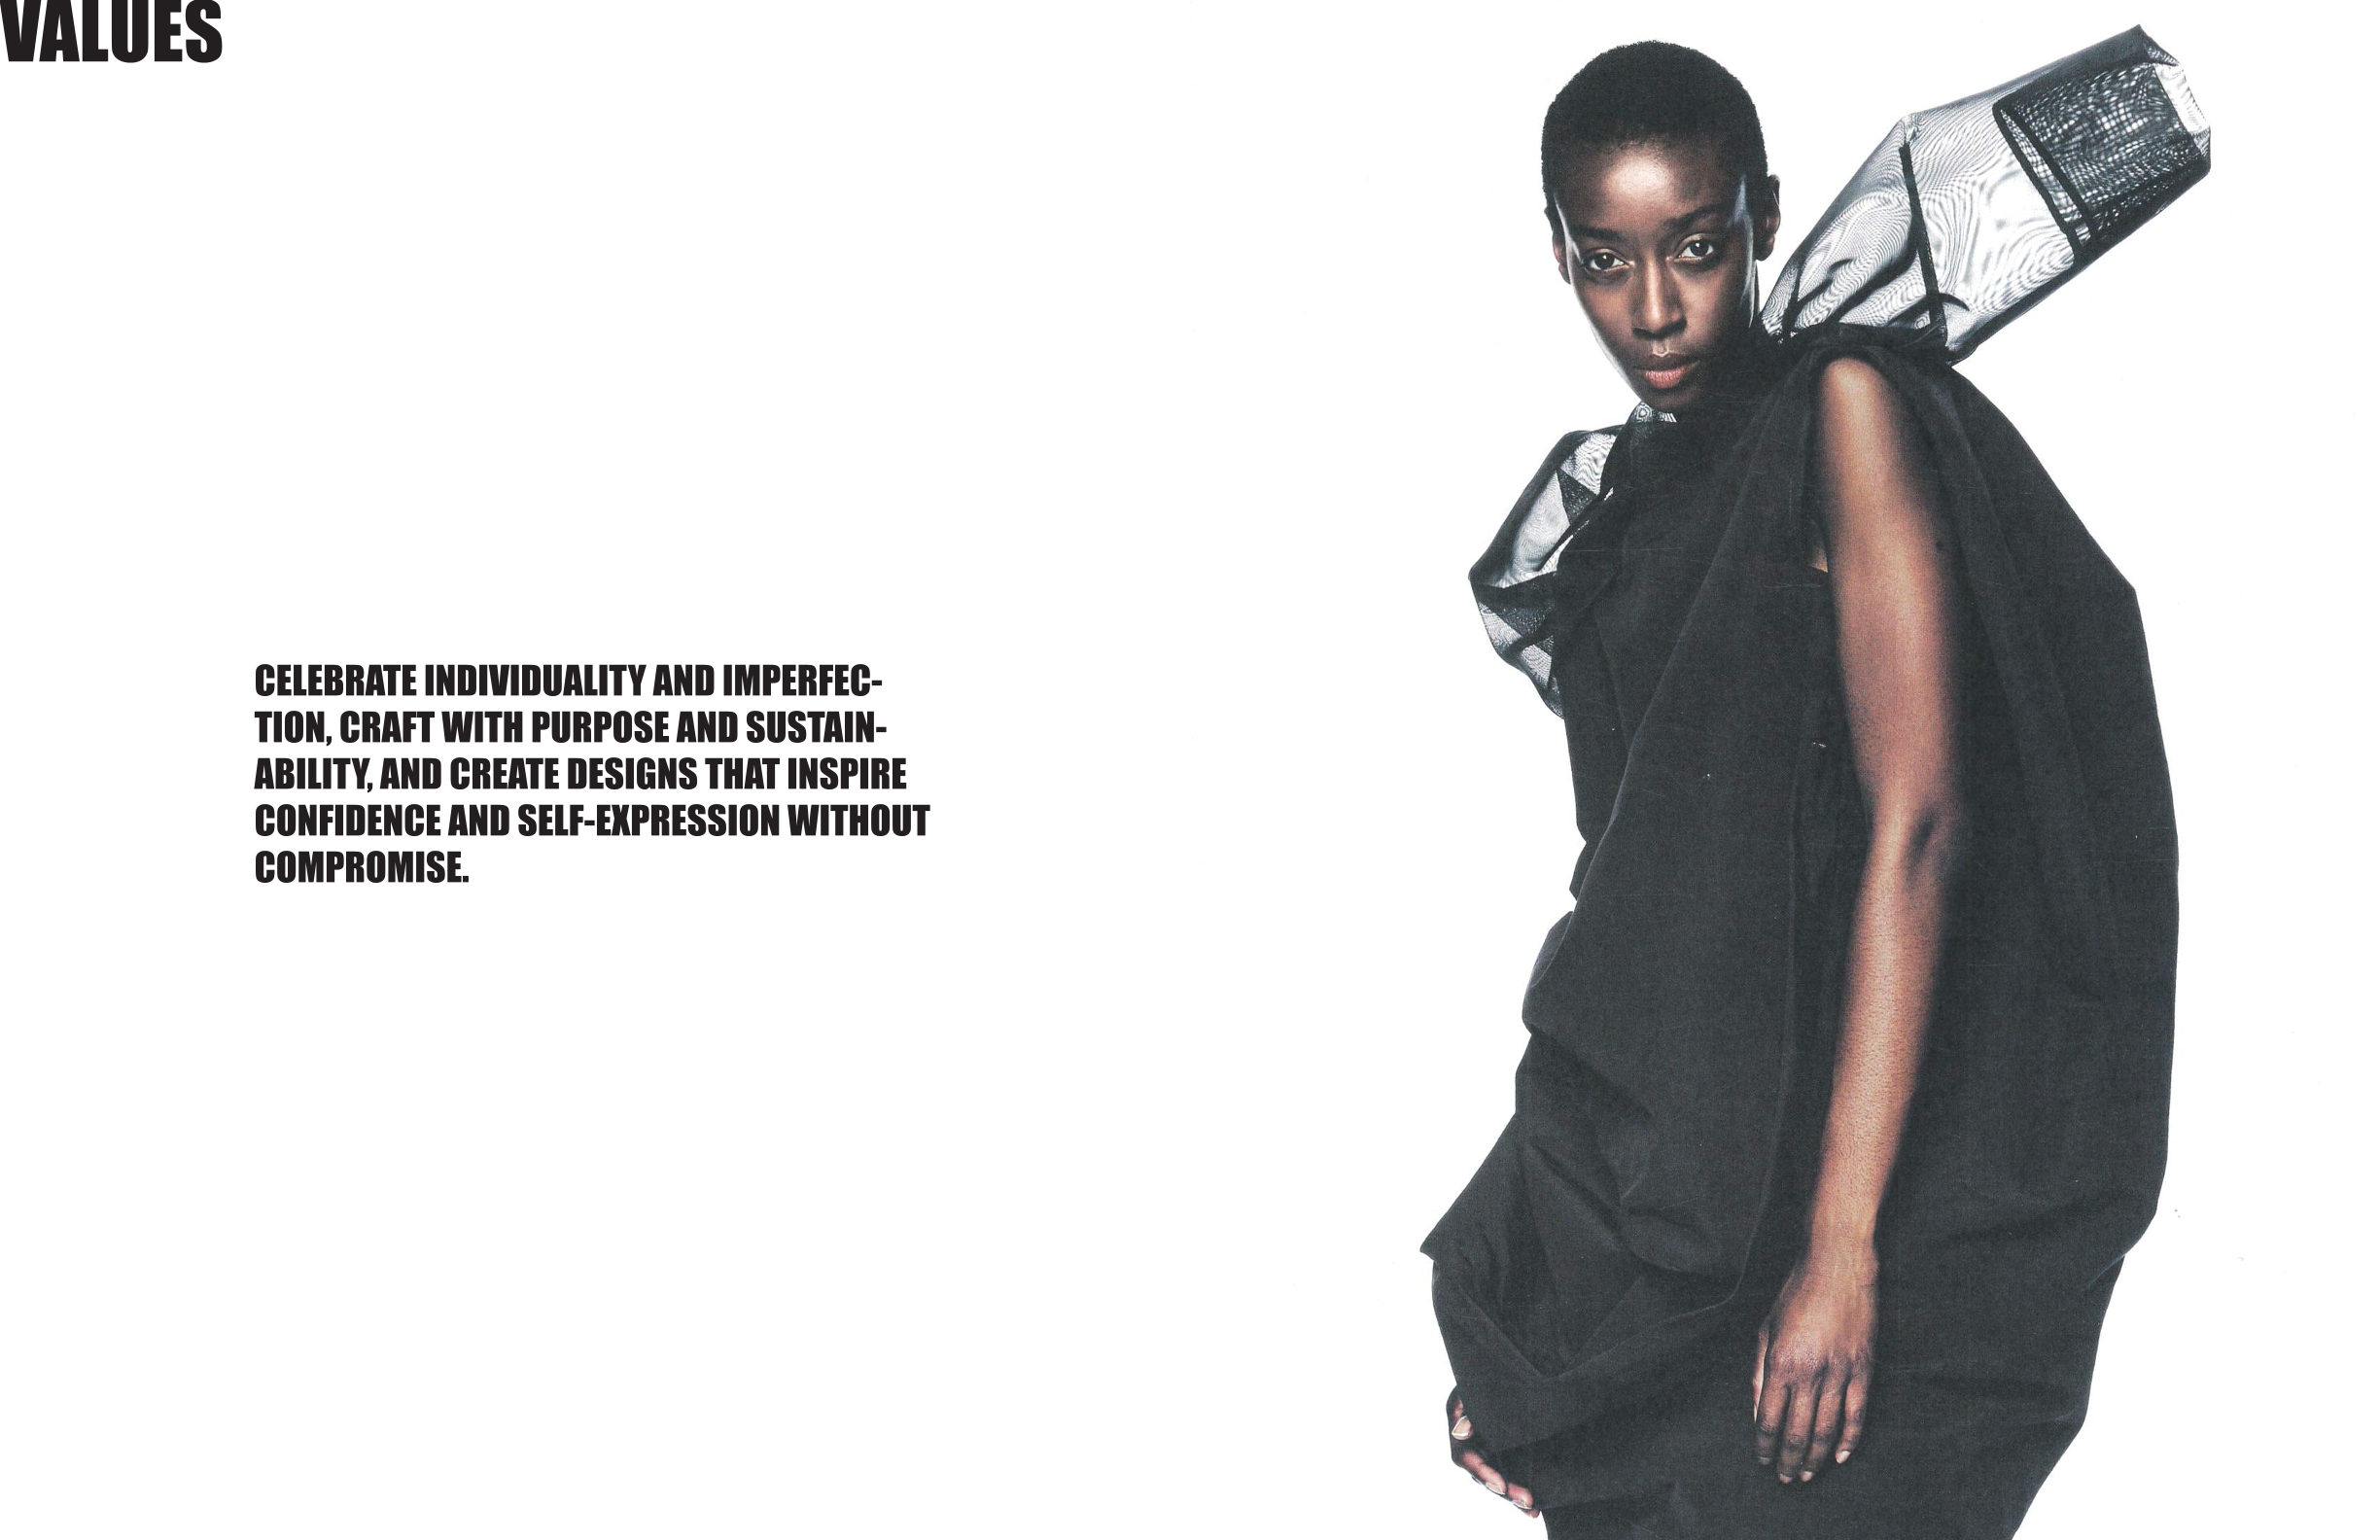 VALUES
CELEBRATE INDIVIDUALITY AND IMPERFEC-
TION, CRAFT WITH PURPOSE AND SUSTAIN-
ABILITY, AND CREATE DESIGNS THAT INSPIRE
CONFIDENCE AND SELF-EXPRESSION WITHOUT
COMPROMISE.